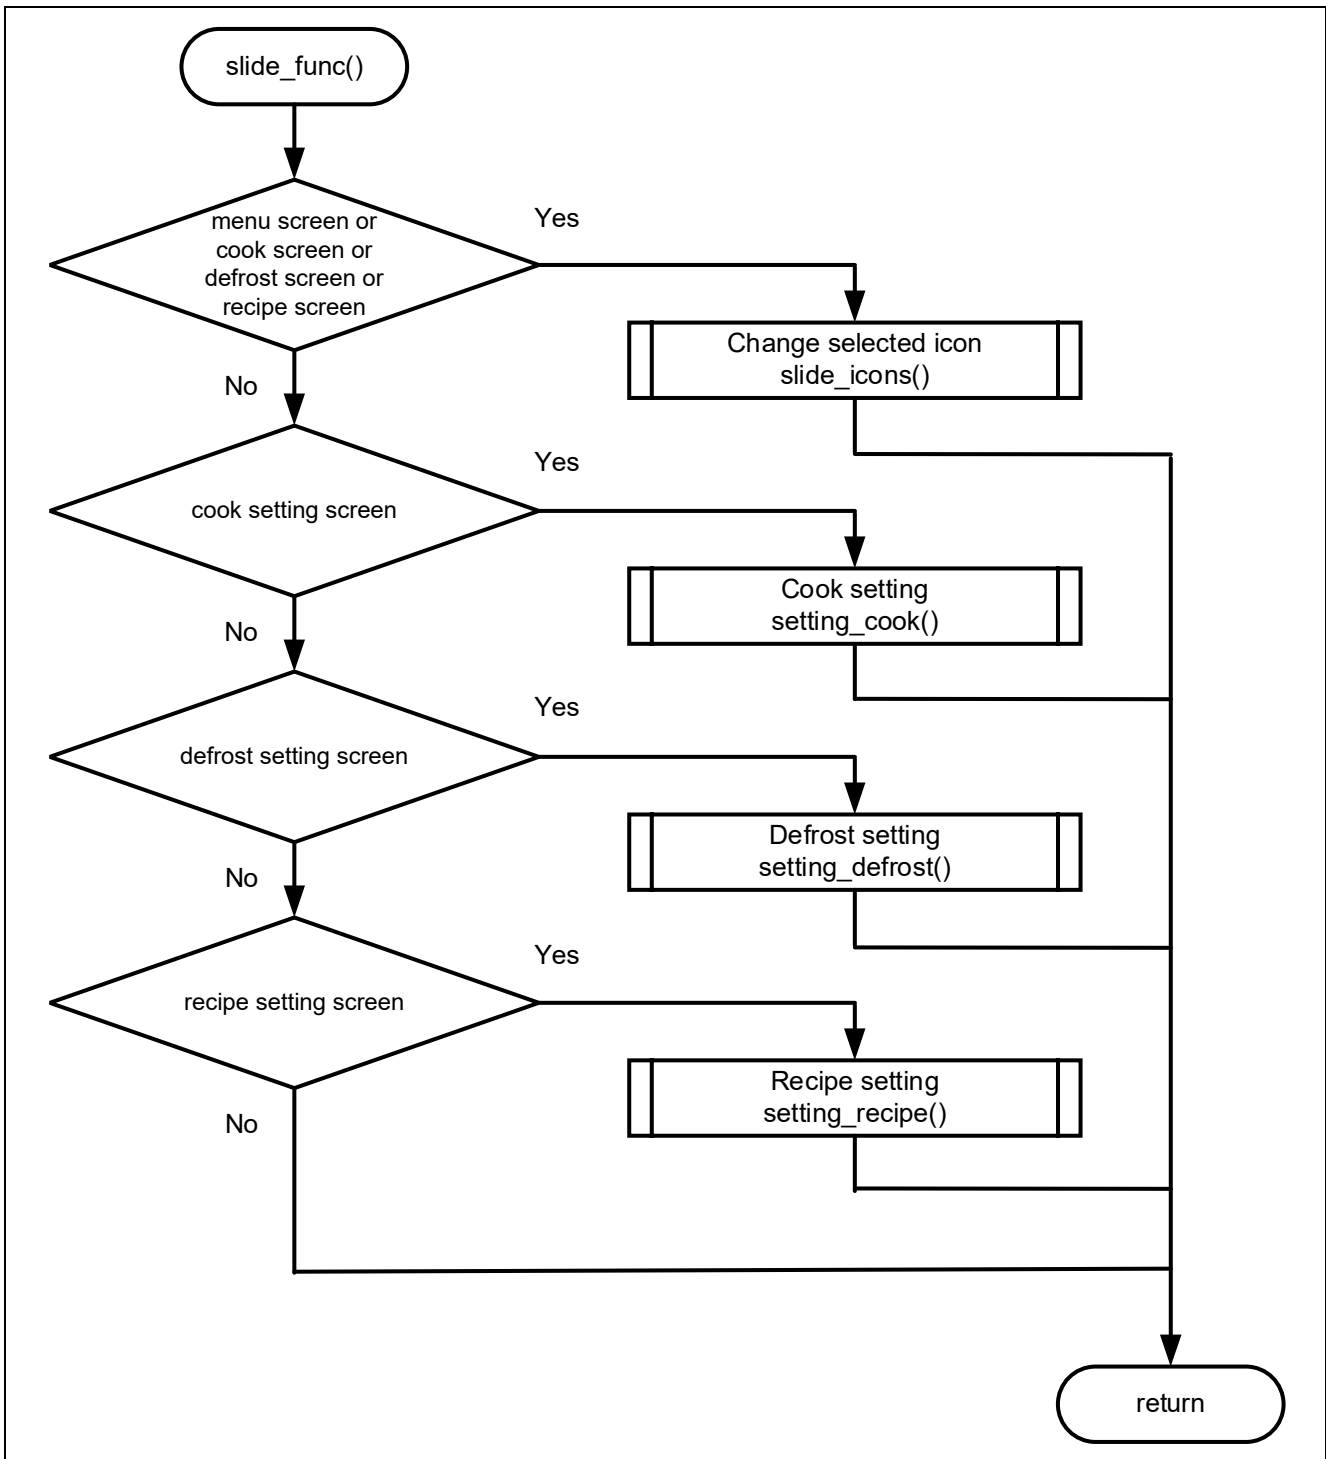 slide_func()
menu screen or
cook screen or
defrost screen or
recipe screen
Yes
Change selected icon
slide_icons()
No
cook setting screen
Yes
Cook setting
setting_cook()
No
defrost setting screen
Yes
Defrost setting
setting_defrost()
No
recipe setting screen
Yes
Recipe setting
setting_recipe()
No
return